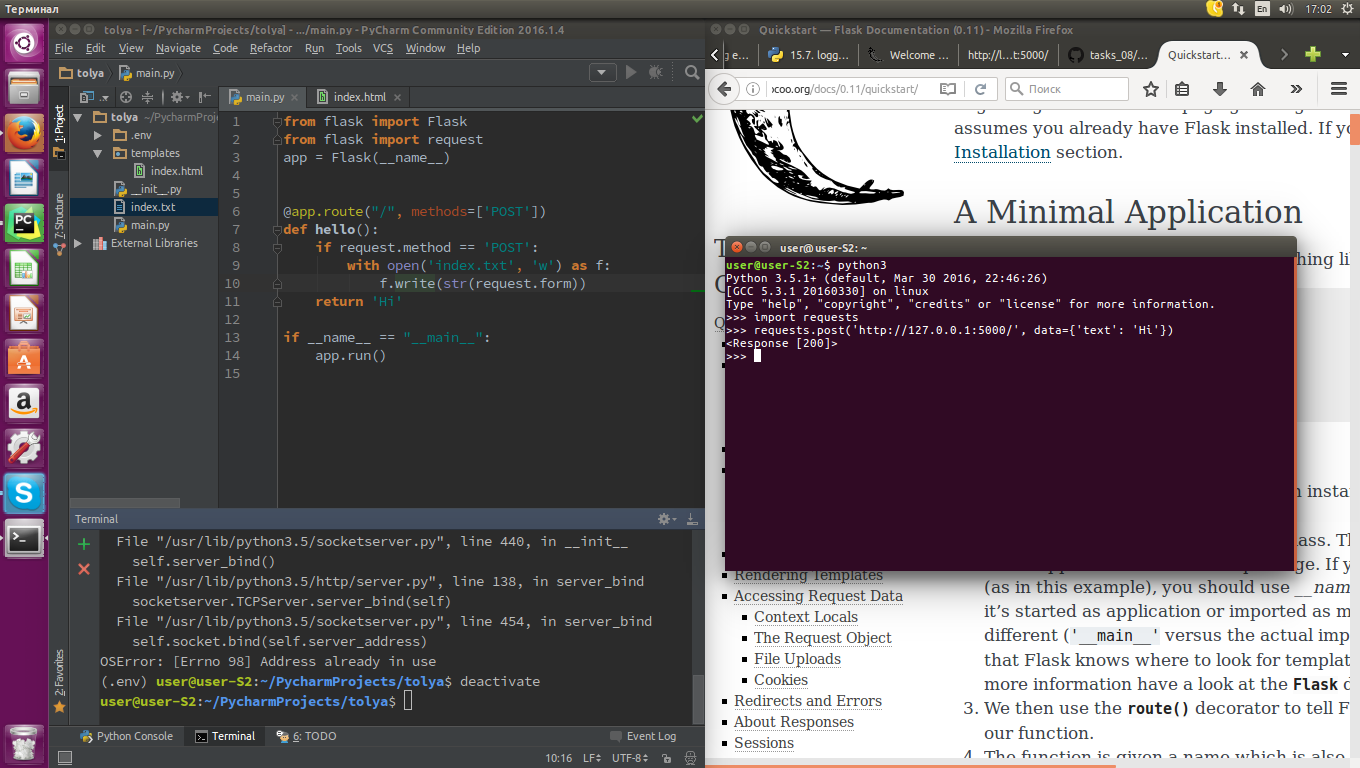 Терминал
En
17:02
tolya - [~/PycharmProjects/tolya] - .../main.py - PyCharm Community Edition 2016.1.4
File Edit View Navigate Code Refactor Run Tools VCS Window Help
tolya main.py
1: Project
7: Structure
2: Favorites
tolya ~/PycharmProje
.env
templates
index.html
__init__.py
index.txt
main.py
External Libraries
main.py index.html
1 from flask import Flask
2 from flask import request
3 app = Flask(__name__)
4
5
6 @app.route("/", methods=['POST'])
7 def hello():
8 if request.method == 'POST':
9 with open('index.txt', 'w') as f:
10 f.write(str(request.form))
11 return 'Hi'
12
13 if __name__ == "__main__":
14 app.run()
15
Terminal
File "/usr/lib/python3.5/socketserver.py", line 440, in __init__
self.server_bind()
File "/usr/lib/python3.5/http/server.py", line 138, in server_bind
socketserver.TCPServer.server_bind(self)
File "/usr/lib/python3.5/socketserver.py", line 454, in server_bind
self.socket.bind(self.server_address)
OSError: [Errno 98] Address already in use
(.env) user@user-S2:~/PycharmProjects/tolya$ deactivate
user@user-S2:~/PycharmProjects/tolya$
Python Console Terminal 6: TODO Event Log
10:16 LF UTF-8
Quickstart — Flask Documentation (0.11) - Mozilla Firefox
g e... 15.7. logg... Welcome ... http://l...t:5000/ tasks_08/... Quickstart...
ocoo.org/docs/0.11/quickstart/ Поиск
assumes you already have Flask installed. If yo
Installation section.
A Minimal Application
user@user-S2: ~
user@user-S2:~$ python3
Python 3.5.1+ (default, Mar 30 2016, 22:46:26)
[GCC 5.3.1 20160330] on linux
Type "help", "copyright", "credits" or "license" for more information.
>>> import requests
>>> requests.post('http://127.0.0.1:5000/', data={'text': 'Hi'})
<Response [200]>
>>>
Rendering Templates
Accessing Request Data
Context Locals
The Request Object
File Uploads
Cookies
Redirects and Errors
About Responses
Sessions
(as in this example), you should use __nam
it's started as application or imported as m
different ('__main__' versus the actual imp
that Flask knows where to look for templat
more information have a look at the Flask d
3. We then use the route() decorator to tell F
our function.
4. The function is given a name which is also